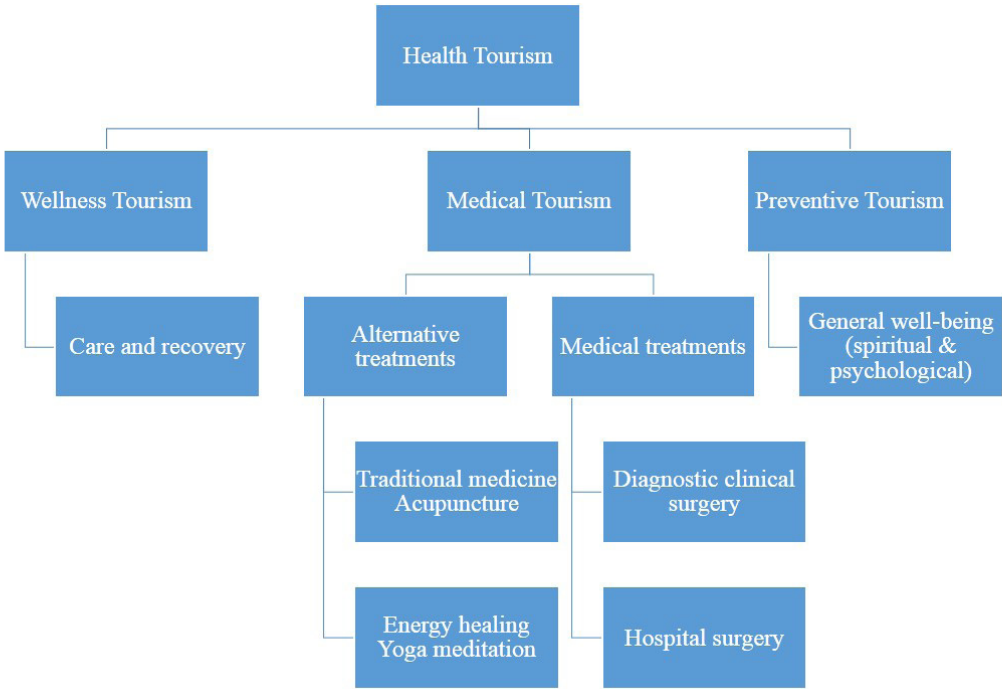 Health Tourism
Wellness Tourism
Medical Tourism
Preventive Tourism
Care and recovery
Alternative
treatments
Medical treatments
General well-being
(spiritual &
psychological)
Traditional medicine
Acupuncture
Diagnostic clinical
surgery
Energy healing
Yoga meditation
Hospital surgery